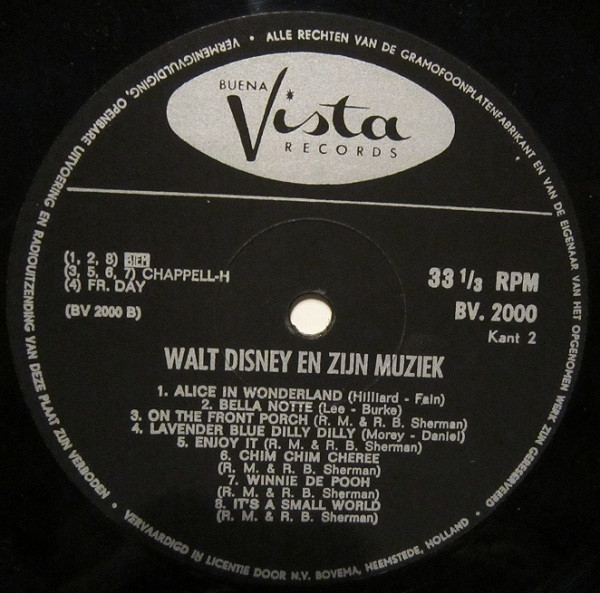 • ALLE RECHTEN VAN DE GRAMOFOONPLATENFABRIKANT EN VAN DE EIGENAAR VAN HET OPGENOMEN WERK ZIJN GERESERVEERD • VERVAARDIGD IN LICENTIE DOOR N.V. BOVEMA, HEEMSTEDE, HOLLAND • VERMENIGVULDIGING, OPENBARE UITVOERING EN RADIOUITZENDING VAN DEZE PLAAT ZIJN VERBODEN •
BUENA
Vista
RECORDS
(1, 2, 8) BIEM
(3, 5, 6, 7) CHAPPELL-H
(4) FR. DAY
(BV 2000 B)
33 1/3 RPM
BV. 2000
Kant 2
WALT DISNEY EN ZIJN MUZIEK
1. ALICE IN WONDERLAND (Hilliard - Fain)
2. BELLA NOTTE (Lee - Burke)
3. ON THE FRONT PORCH (R. M. & R. B. Sherman)
4. LAVENDER BLUE DILLY DILLY (Morey - Daniel)
5. ENJOY IT (R. M. & R. B. Sherman)
6. CHIM CHIM CHEREE
(R. M. & R. B. Sherman)
7. WINNIE DE POOH
(R. M. & R. B. Sherman)
8. IT'S A SMALL WORLD
(R. M. & R. B. Sherman)